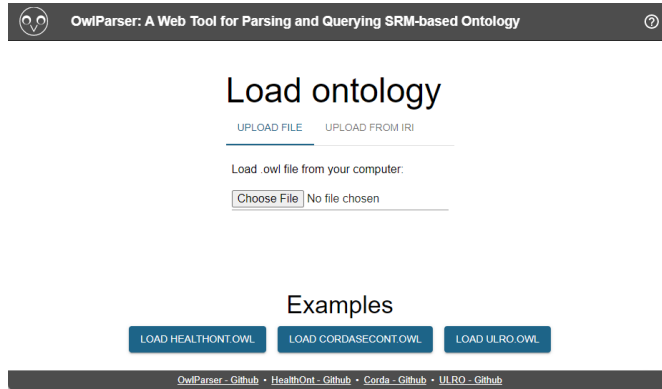 OwlParser: A Web Tool for Parsing and Querying SRM-based Ontology
Load ontology
UPLOAD FILE UPLOAD FROM IRI
Load .owl file from your computer:
Choose File No file chosen
Examples
LOAD HEALTHONT.OWL LOAD CORDASECONT.OWL LOAD ULRO.OWL
OwlParser - Github • HealthOnt - Github • Corda - Github • ULRO - Github